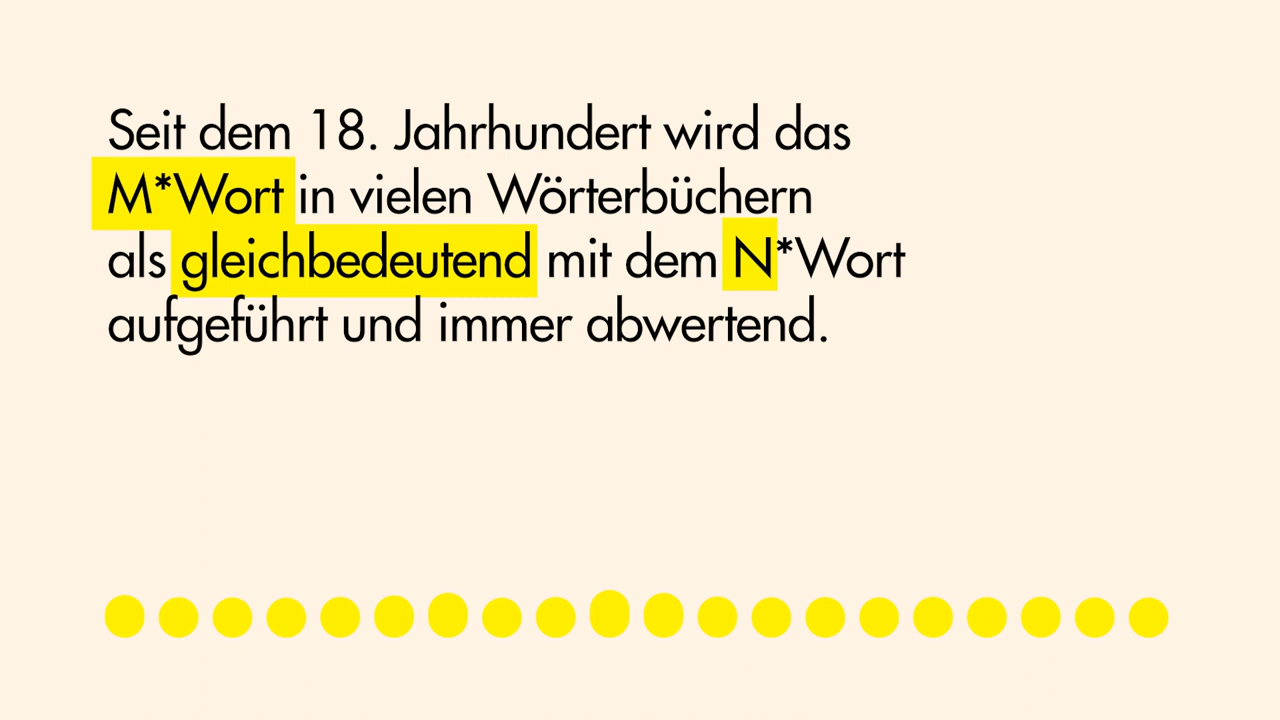 Seit dem 18. Jahrhundert wird das
M*Wort in vielen Wörterbüchern
als gleichbedeutend mit dem N*Wort
aufgeführt und immer abwertend.